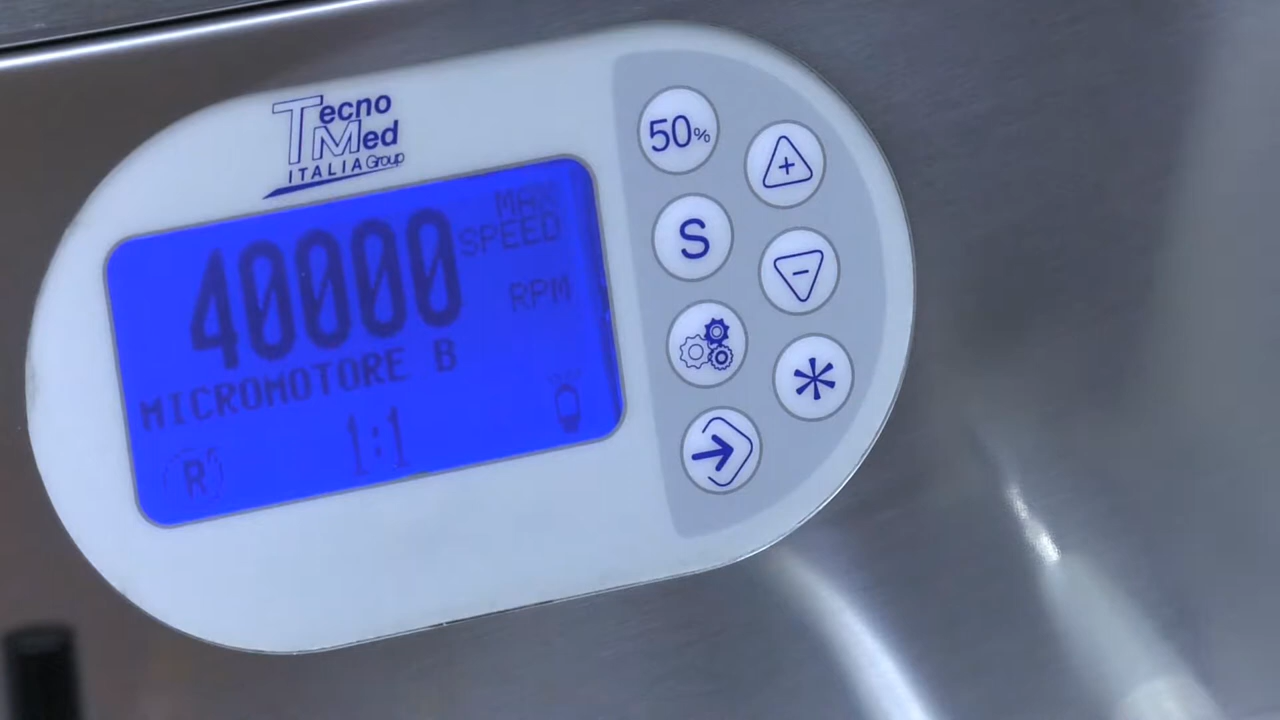 Tecno
Med
ITALIA Group
MAX
SPEED
40000
RPM
MICROMOTORE B
R
1:1
50%
+
S
-
*